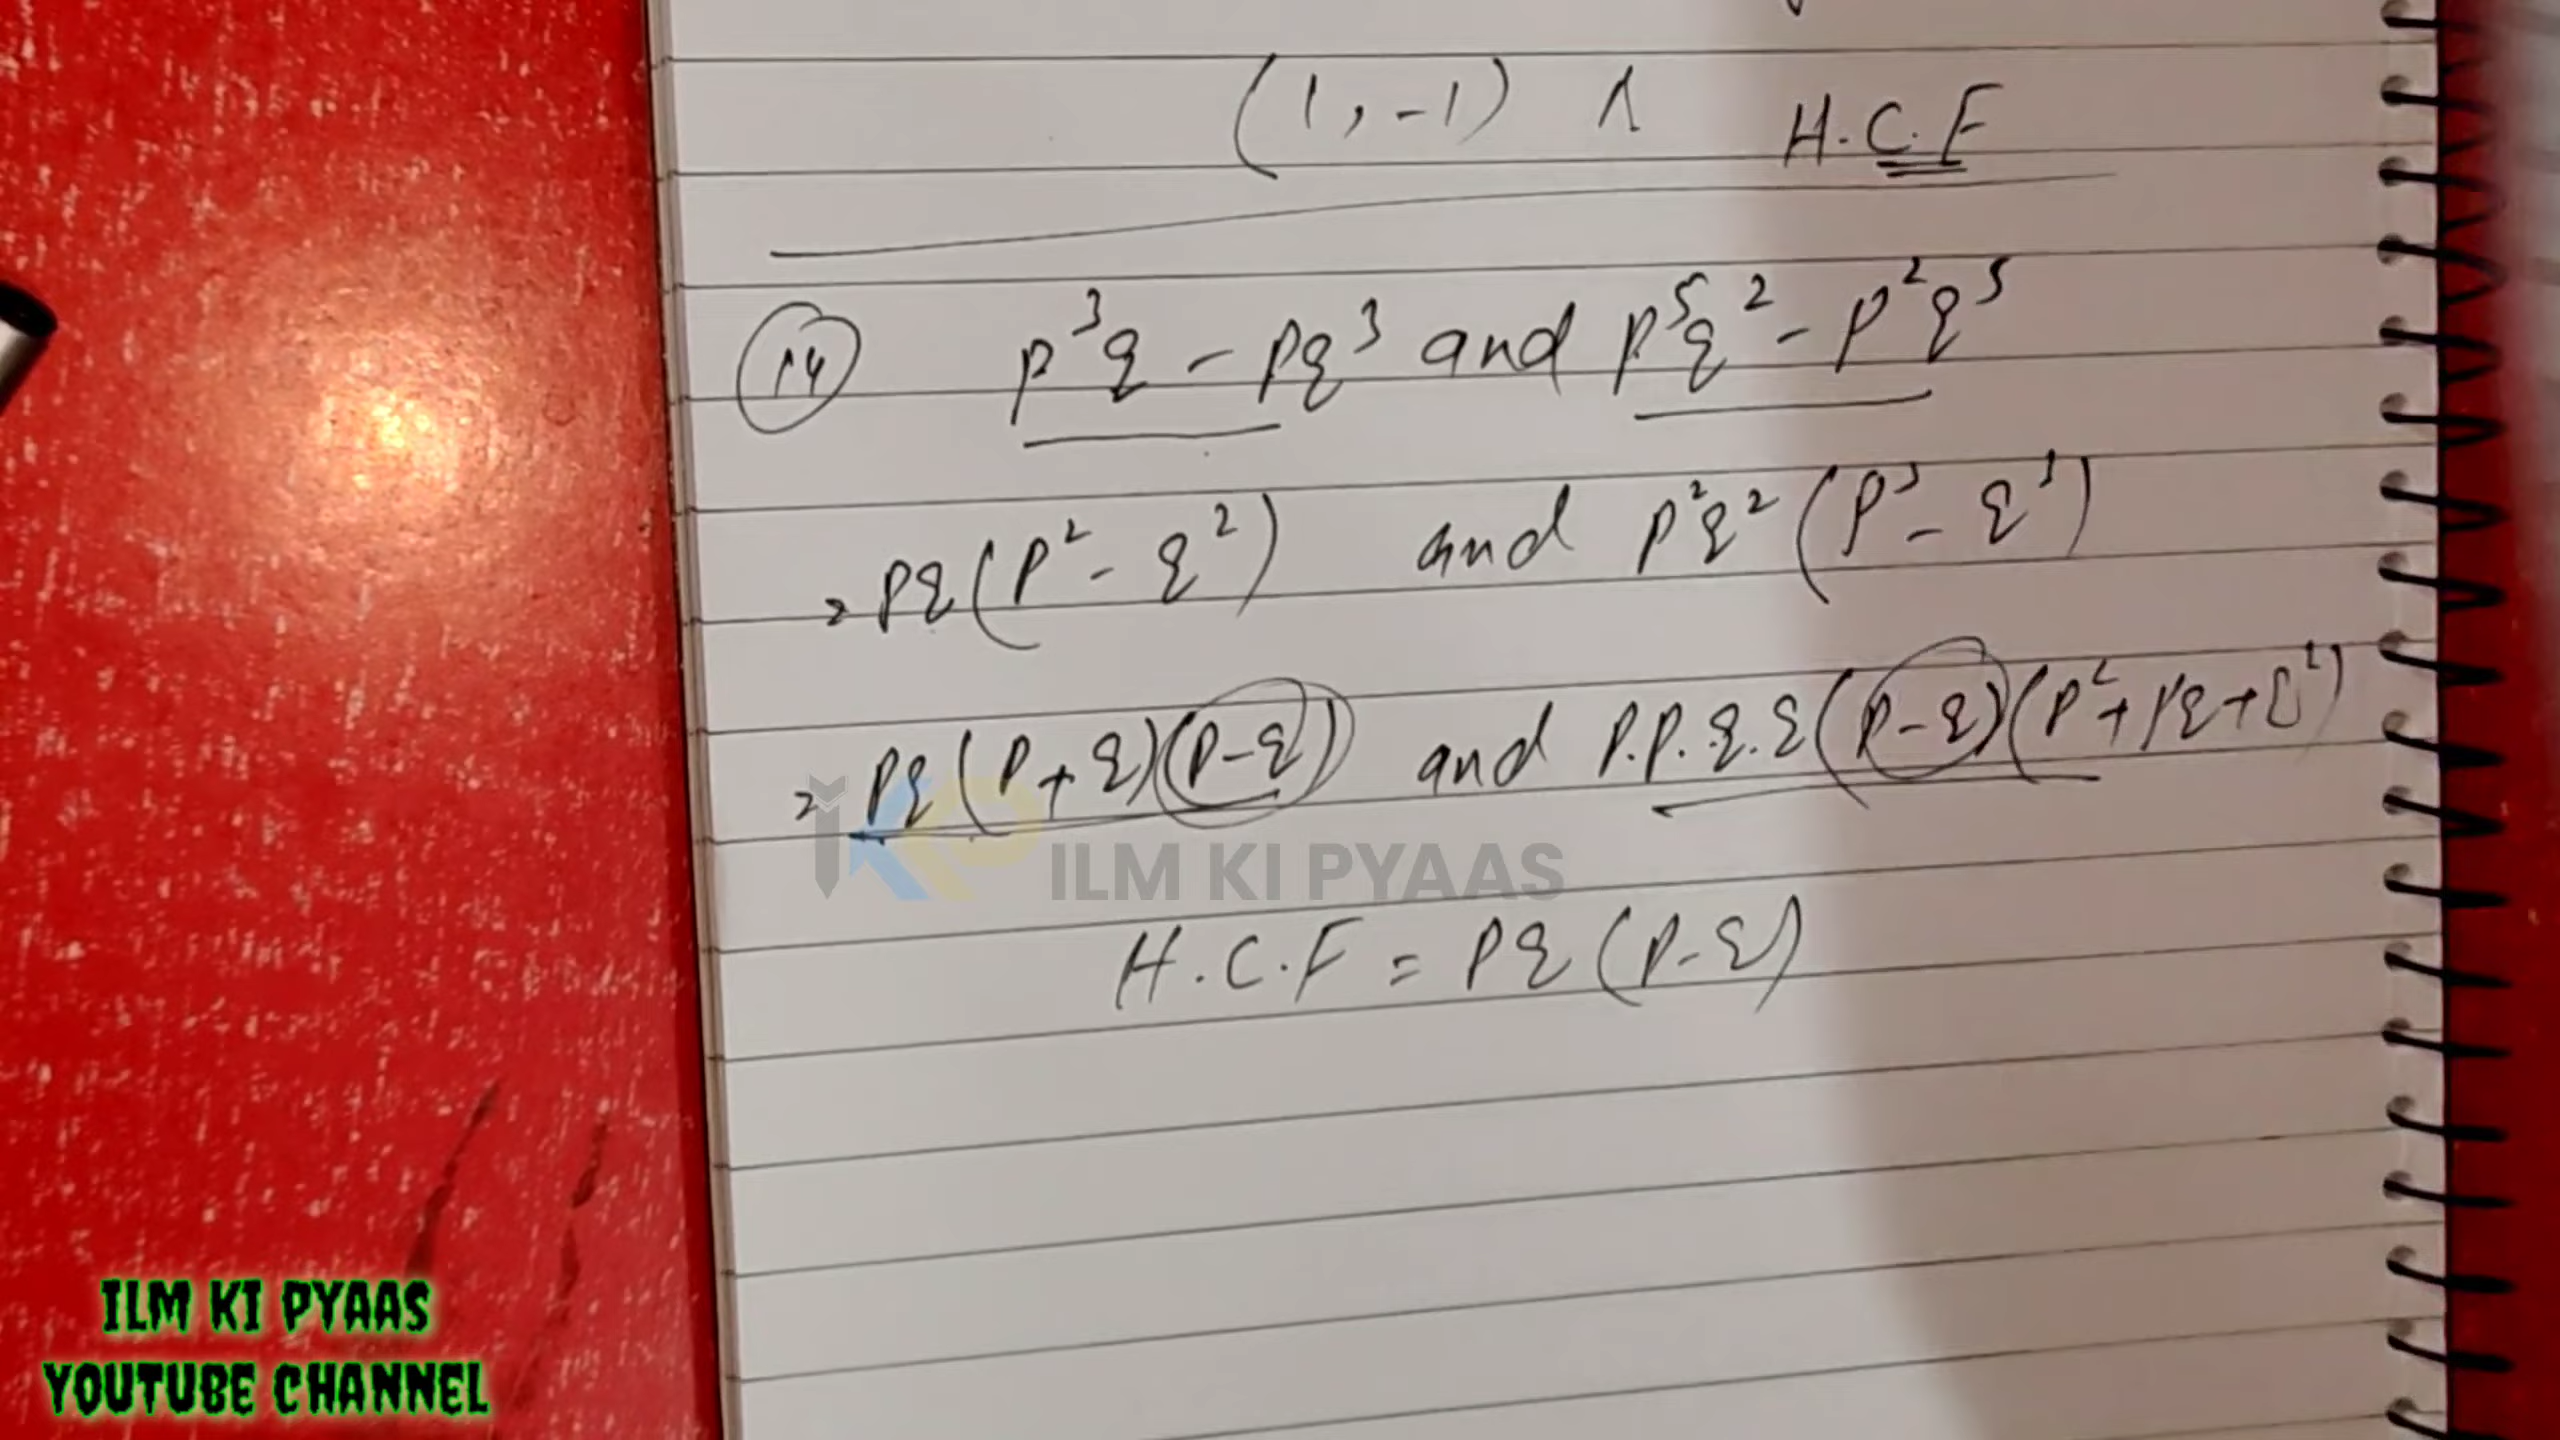 (1, -1) 1 H.C.F
14 p³q - pq³ and p⁵q² - p²q⁵
= pq(p² - q²) and p²q²(p³ - q³)
= pq(p+q)(p-q) and p.p.q.q(p-q)(p²+pq+q²)
ILM KI PYAAS
H.C.F = pq(p-q)
ILM KI PYAAS
YOUTUBE CHANNEL